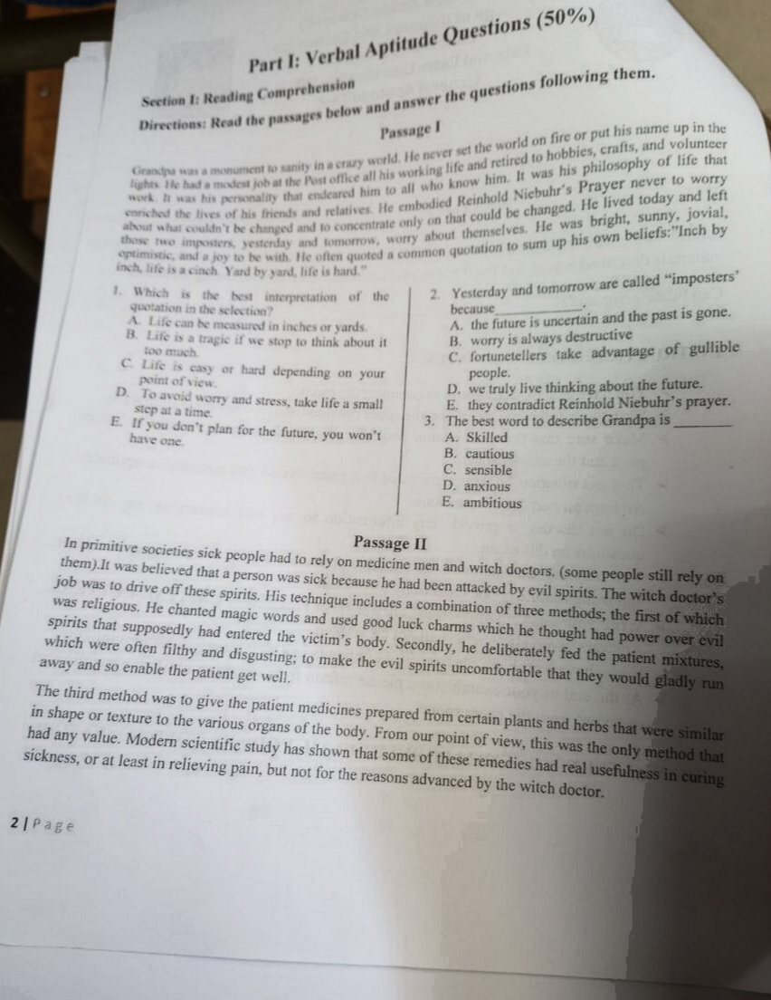 Part I: Verbal Aptitude Questions (50%)
Section I: Reading Comprehension
Directions: Read the passages below and answer the questions following them.
Passage I
Grandpa was a monument to sanity in a crazy world. He never set the world on fire or put his name up in the
lights. He had a modest job at the Post office all his working life and retired to hobbies, crafts, and volunteer
work. It was his personality that endeared him to all who know him. It was his philosophy of life that
enriched the lives of his friends and relatives. He embodied Reinhold Niebuhr's Prayer never to worry
about what couldn't be changed and to concentrate only on that could be changed. He lived today and left
those two imposters, yesterday and tomorrow, worry about themselves. He was bright, sunny, jovial,
optimistic, and a joy to be with. He often quoted a common quotation to sum up his own beliefs:"Inch by
inch, life is a cinch. Yard by yard, life is hard."
1. Which is the best interpretation of the
quotation in the selection?
A. Life can be measured in inches or yards.
B. Life is a tragic if we stop to think about it
too much.
C. Life is easy or hard depending on your
point of view.
D. To avoid worry and stress, take life a small
step at a time.
E. If you don't plan for the future, you won't
have one.
2. Yesterday and tomorrow are called "imposters'
because____________.
A. the future is uncertain and the past is gone.
B. worry is always destructive
C. fortunetellers take advantage of gullible
people.
D. we truly live thinking about the future.
E. they contradict Reinhold Niebuhr's prayer.
3. The best word to describe Grandpa is ________
A. Skilled
B. cautious
C. sensible
D. anxious
E. ambitious
Passage II
In primitive societies sick people had to rely on medicine men and witch doctors. (some people still rely on
them).It was believed that a person was sick because he had been attacked by evil spirits. The witch doctor's
job was to drive off these spirits. His technique includes a combination of three methods; the first of which
was religious. He chanted magic words and used good luck charms which he thought had power over evil
spirits that supposedly had entered the victim's body. Secondly, he deliberately fed the patient mixtures,
which were often filthy and disgusting; to make the evil spirits uncomfortable that they would gladly run
away and so enable the patient get well.
The third method was to give the patient medicines prepared from certain plants and herbs that were similar
in shape or texture to the various organs of the body. From our point of view, this was the only method that
had any value. Modern scientific study has shown that some of these remedies had real usefulness in curing
sickness, or at least in relieving pain, but not for the reasons advanced by the witch doctor.
2 | Page